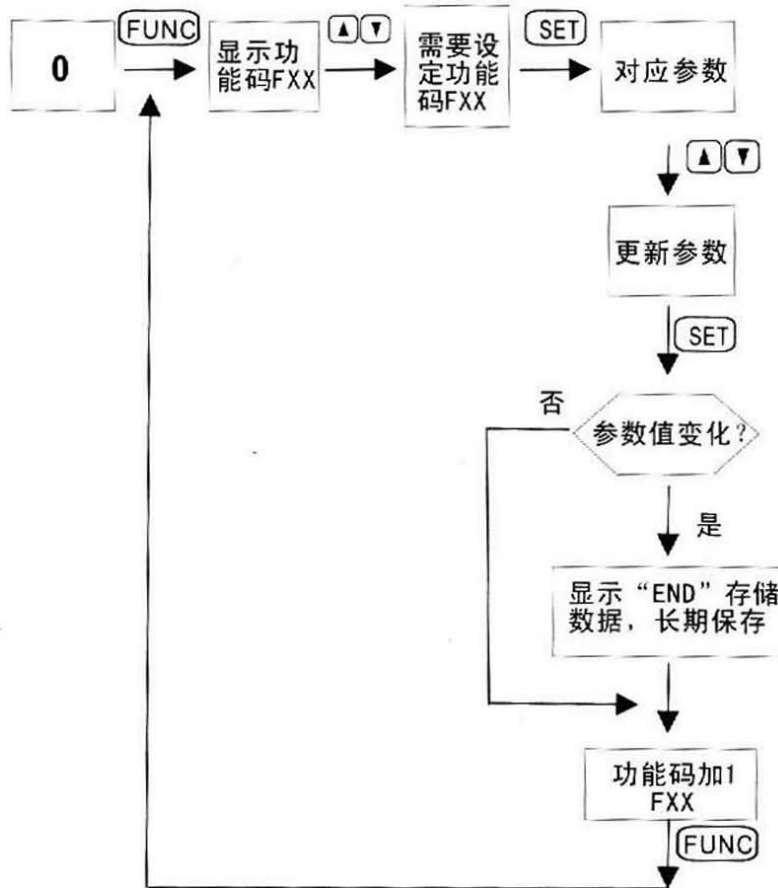 FUNC
0
显示功
能码FXX
▲ ▼
需要设
定功能
码FXX
SET
对应参数
▲ ▼
更新参数
SET
否
参数值变化?
是
显示“END”存储
数据，长期保存
功能码加1
FXX
FUNC